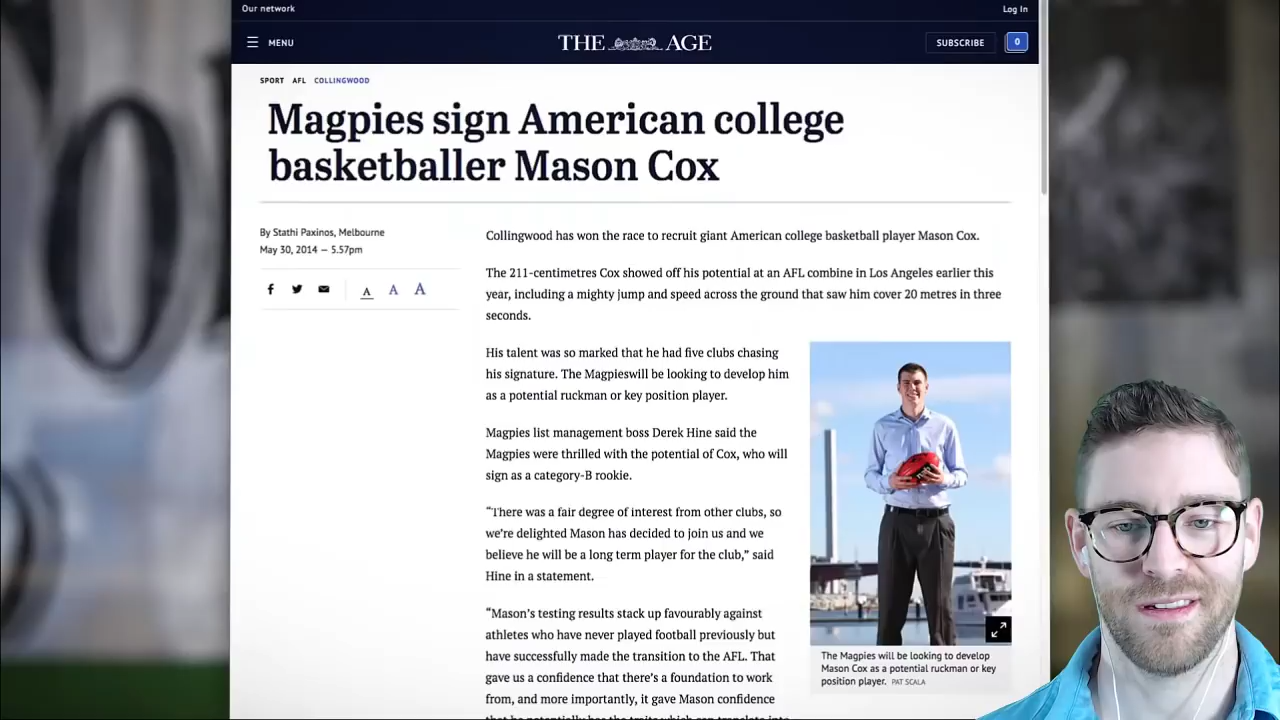 Our network
Log In
MENU
THE AGE
SUBSCRIBE
0
SPORT AFL COLLINGWOOD
Magpies sign American college
basketballer Mason Cox
By Stathi Paxinos, Melbourne
May 30, 2014 — 5.57pm
A A A
Collingwood has won the race to recruit giant American college basketball player Mason Cox.
The 211-centimetres Cox showed off his potential at an AFL combine in Los Angeles earlier this
year, including a mighty jump and speed across the ground that saw him cover 20 metres in three
seconds.
His talent was so marked that he had five clubs chasing
his signature. The Magpieswill be looking to develop him
as a potential ruckman or key position player.
Magpies list management boss Derek Hine said the
Magpies were thrilled with the potential of Cox, who will
sign as a category-B rookie.
“There was a fair degree of interest from other clubs, so
we’re delighted Mason has decided to join us and we
believe he will be a long term player for the club,” said
Hine in a statement.
“Mason’s testing results stack up favourably against
athletes who have never played football previously but
have successfully made the transition to the AFL. That
gave us a confidence that there’s a foundation to work
from, and more importantly, it gave Mason confidence
that he potentially has the traits which can translate into
The Magpies will be looking to develop
Mason Cox as a potential ruckman or key
position player. PAT SCALA